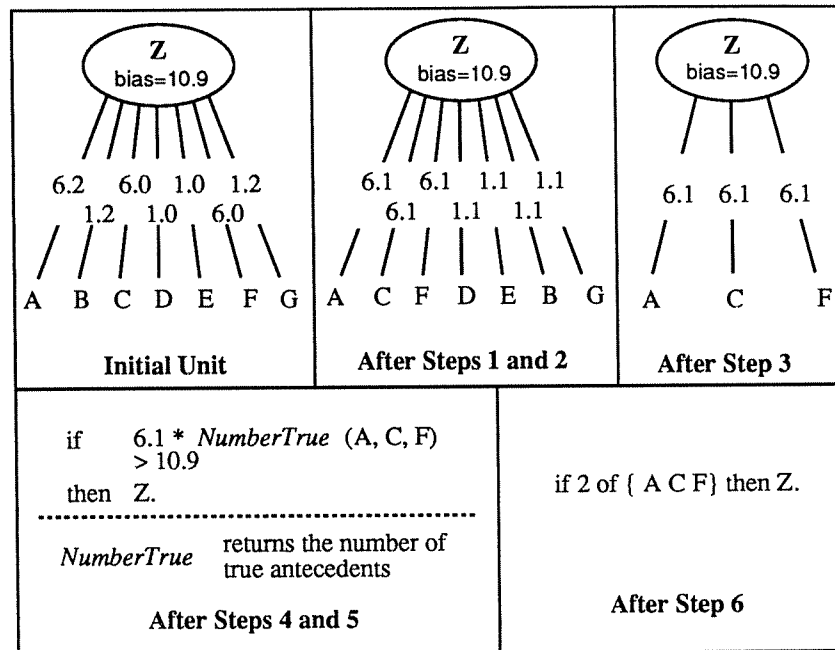 Z
bias=10.9
6.2 6.0 1.0 1.2
1.2 1.0 6.0
A B C D E F G
Initial Unit
Z
bias=10.9
6.1 6.1 1.1 1.1
6.1 1.1 1.1
A C F D E B G
After Steps 1 and 2
Z
bias=10.9
6.1 6.1 6.1
A C F
After Step 3
if 6.1 * NumberTrue (A, C, F)
> 10.9
then Z.
NumberTrue returns the number of
true antecedents
After Steps 4 and 5
if 2 of { A C F} then Z.
After Step 6